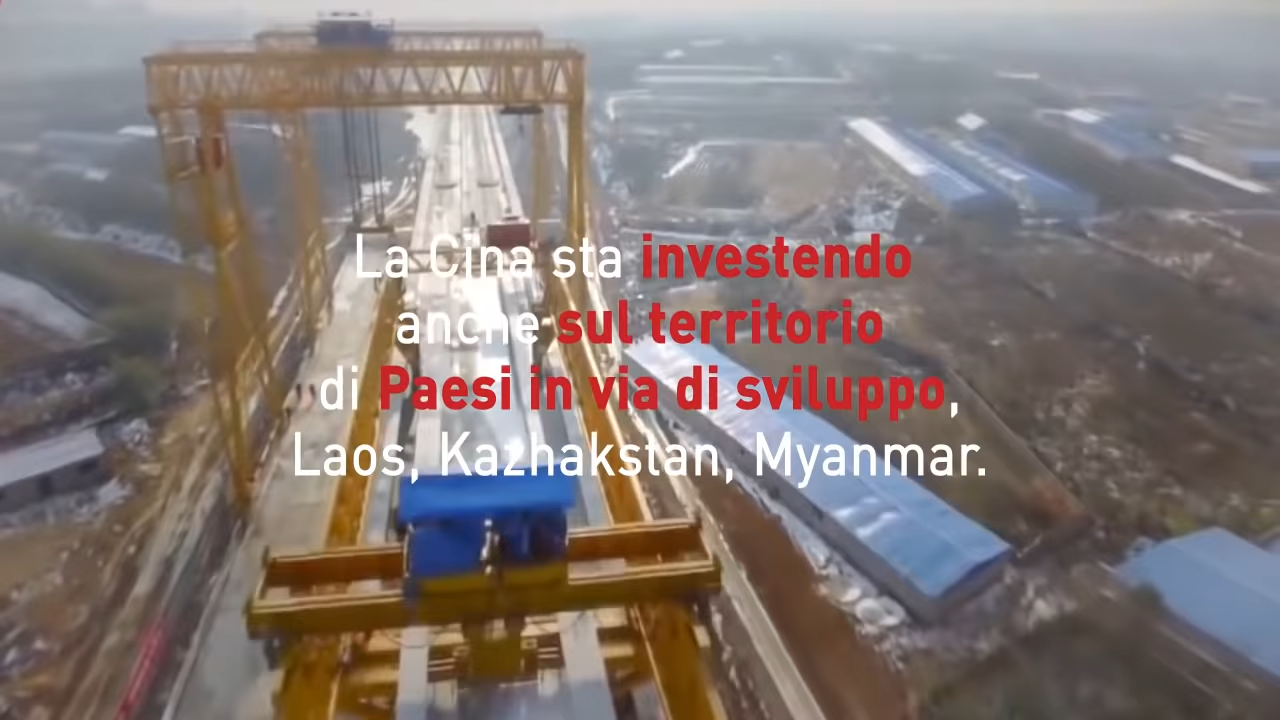 La Cina sta investendo
anche sul territorio
di Paesi in via di sviluppo,
Laos, Kazhakstan, Myanmar.